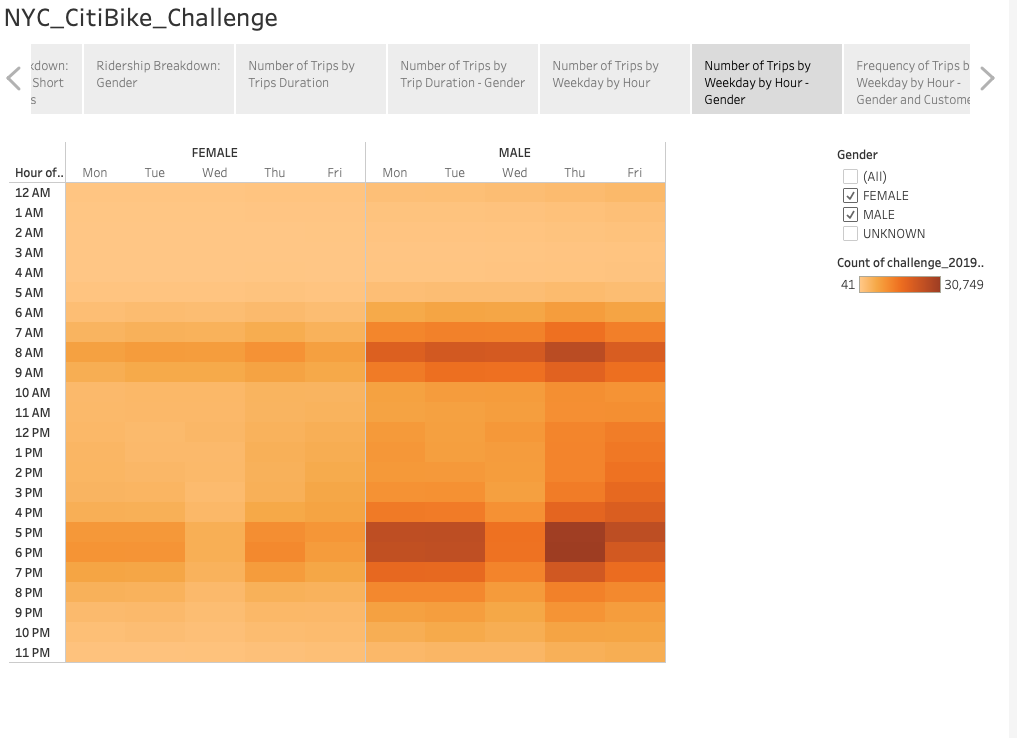 NYC_CitiBike_Challenge
kdown:
Short
s
Ridership Breakdown:
Gender
Number of Trips by
Trips Duration
Number of Trips by
Trip Duration - Gender
Number of Trips by
Weekday by Hour
Number of Trips by
Weekday by Hour -
Gender
Frequency of Trips b
Weekday by Hour -
Gender and Custome
FEMALE MALE
Hour of.. Mon Tue Wed Thu Fri Mon Tue Wed Thu Fri
12 AM
1 AM
2 AM
3 AM
4 AM
5 AM
6 AM
7 AM
8 AM
9 AM
10 AM
11 AM
12 PM
1 PM
2 PM
3 PM
4 PM
5 PM
6 PM
7 PM
8 PM
9 PM
10 PM
11 PM
Gender
(All)
FEMALE
MALE
UNKNOWN
Count of challenge_2019..
41 30,749